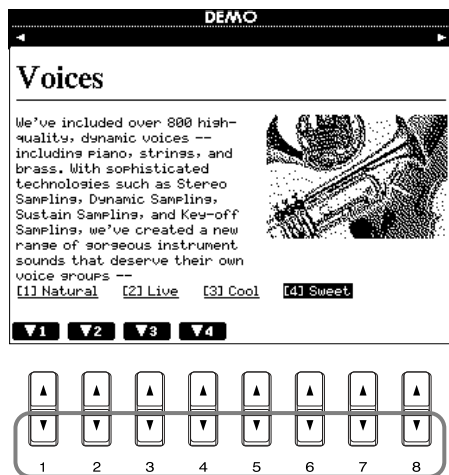 DEMO
Voices
We've included over 800 high-
quality, dynamic voices --
including piano, strings, and
brass. With sophisticated
technologies such as Stereo
Sampling, Dynamic Sampling,
Sustain Sampling, and Key-off
Sampling, we've created a new
range of gorgeous instrument
sounds that deserve their own
voice groups --
[1] Natural [2] Live [3] Cool [4] Sweet
▼1 ▼2 ▼3 ▼4
1 2 3 4 5 6 7 8